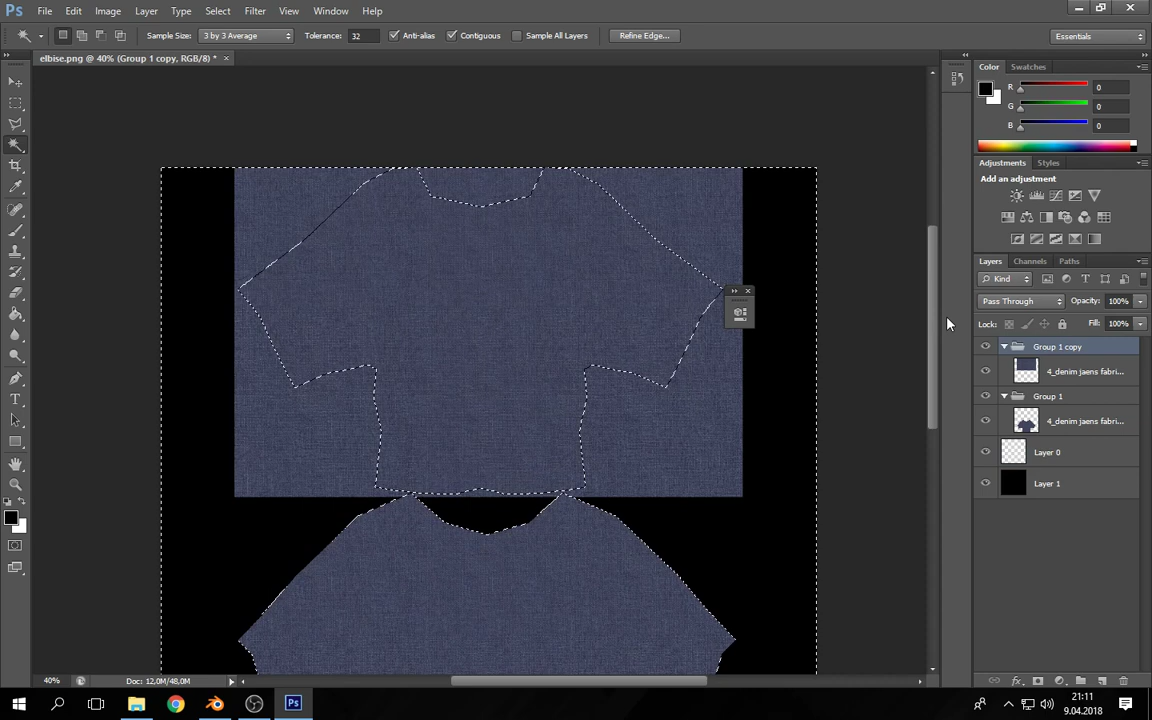 Ps File Edit Image Layer Type Select Filter View Window Help
Sample Size: 3 by 3 Average Tolerance: 32 Anti-alias Contiguous Sample All Layers Refine Edge... Essentials
elbise.png @ 40% (Group 1 copy, RGB/8) *
Color Swatches
R 0
G 0
B 0
Adjustments Styles
Add an adjustment
Layers Channels Paths
Kind
Pass Through Opacity: 100%
Lock: Fill: 100%
Group 1 copy
4_denim jaens fabri...
Group 1
4_denim jaens fabri...
Layer 0
Layer 1
40% Doc: 12,0M/48,0M
Ps
21:11
9.04.2018